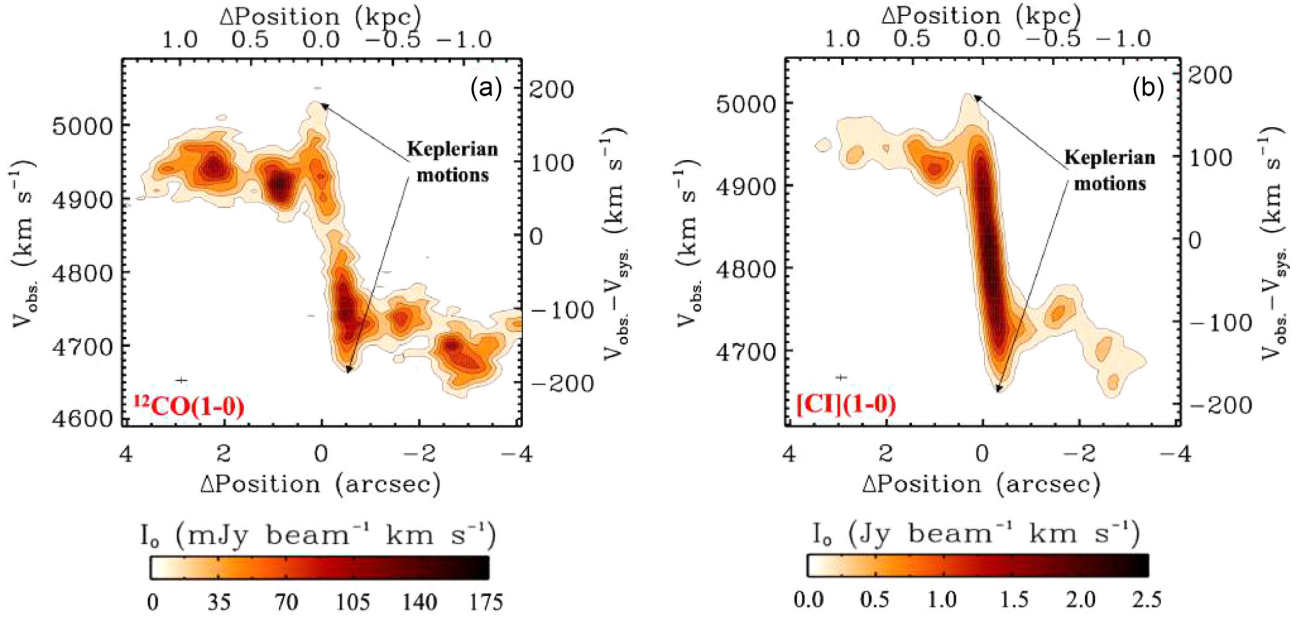 ΔPosition (kpc)
1.0 0.5 0.0 −0.5 −1.0
(a)
200
100
0
−100
−200
V_obs.−V_sys. (km s⁻¹)
5000
4900
4800
4700
4600
V_obs. (km s⁻¹)
Keplerian
motions
¹²CO(1-0)
4 2 0 −2 −4
ΔPosition (arcsec)
I₀ (mJy beam⁻¹ km s⁻¹)
0 35 70 105 140 175
ΔPosition (kpc)
1.0 0.5 0.0 −0.5 −1.0
(b)
200
100
0
−100
−200
V_obs.−V_sys. (km s⁻¹)
5000
4900
4800
4700
V_obs. (km s⁻¹)
Keplerian
motions
[CI](1-0)
4 2 0 −2 −4
ΔPosition (arcsec)
I₀ (Jy beam⁻¹ km s⁻¹)
0.0 0.5 1.0 1.5 2.0 2.5